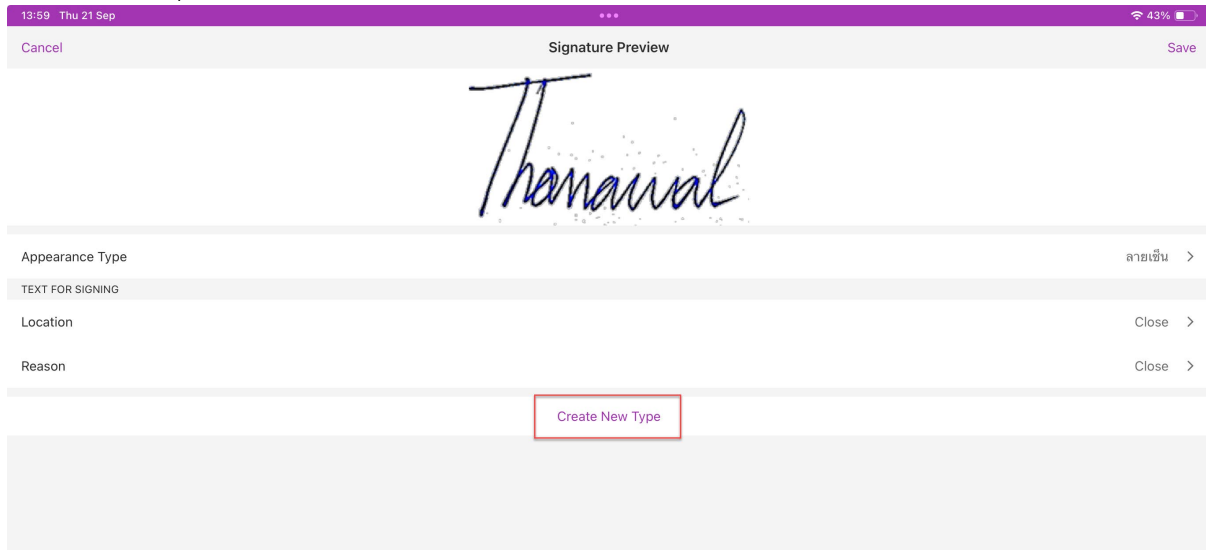 13:59 Thu 21 Sep 43%
Cancel Signature Preview Save
Thanawal
Appearance Type ลายเซ็น
TEXT FOR SIGNING
Location Close
Reason Close
Create New Type